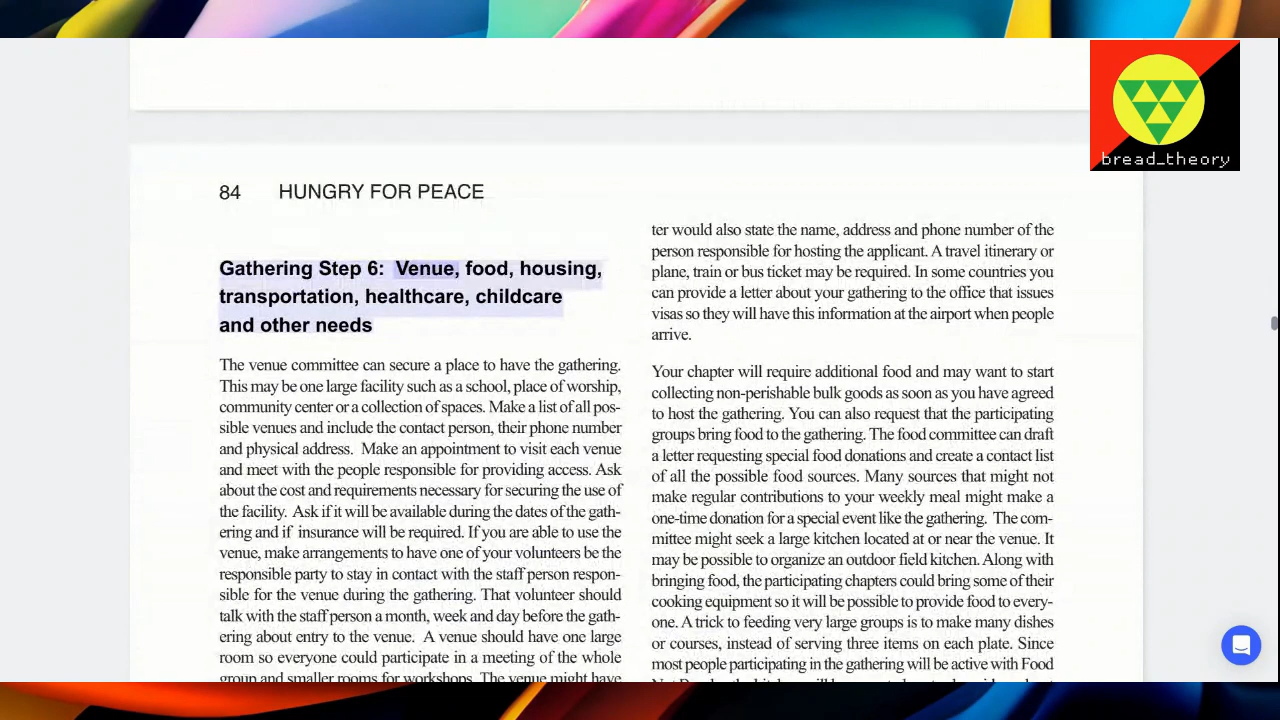 bread_theory
84 HUNGRY FOR PEACE
Gathering Step 6: Venue, food, housing,
transportation, healthcare, childcare
and other needs
The venue committee can secure a place to have the gathering.
This may be one large facility such as a school, place of worship,
community center or a collection of spaces. Make a list of all pos-
sible venues and include the contact person, their phone number
and physical address. Make an appointment to visit each venue
and meet with the people responsible for providing access. Ask
about the cost and requirements necessary for securing the use of
the facility. Ask if it will be available during the dates of the gath-
ering and if insurance will be required. If you are able to use the
venue, make arrangements to have one of your volunteers be the
responsible party to stay in contact with the staff person respon-
sible for the venue during the gathering. That volunteer should
talk with the staff person a month, week and day before the gath-
ering about entry to the venue. A venue should have one large
room so everyone could participate in a meeting of the whole
group and smaller rooms for workshops. The venue might have
ter would also state the name, address and phone number of the
person responsible for hosting the applicant. A travel itinerary or
plane, train or bus ticket may be required. In some countries you
can provide a letter about your gathering to the office that issues
visas so they will have this information at the airport when people
arrive.
Your chapter will require additional food and may want to start
collecting non-perishable bulk goods as soon as you have agreed
to host the gathering. You can also request that the participating
groups bring food to the gathering. The food committee can draft
a letter requesting special food donations and create a contact list
of all the possible food sources. Many sources that might not
make regular contributions to your weekly meal might make a
one-time donation for a special event like the gathering. The com-
mittee might seek a large kitchen located at or near the venue. It
may be possible to organize an outdoor field kitchen. Along with
bringing food, the participating chapters could bring some of their
cooking equipment so it will be possible to provide food to every-
one. A trick to feeding very large groups is to make many dishes
or courses, instead of serving three items on each plate. Since
most people participating in the gathering will be active with Food